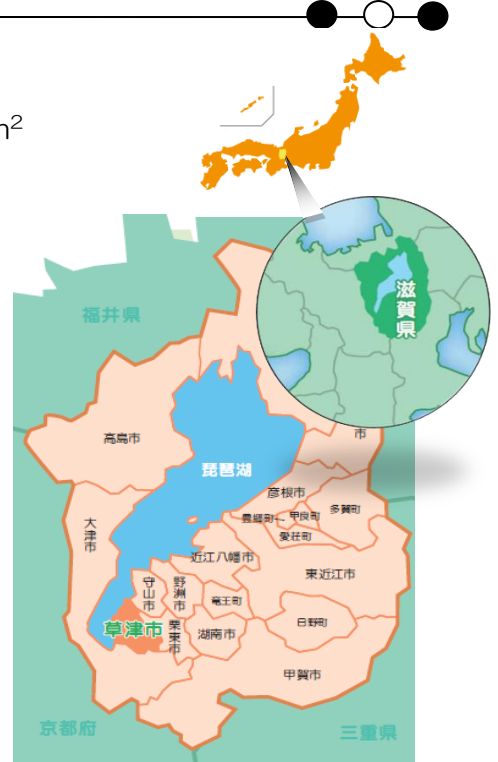 m²
滋賀県
福井県
高島市
市
琵琶湖
彦根市
豊郷町
甲良町
多賀町
愛荘町
大津市
近江八幡市
東近江市
守山市
野洲市
竜王町
日野町
草津市
栗東市
湖南市
甲賀市
京都府
三重県